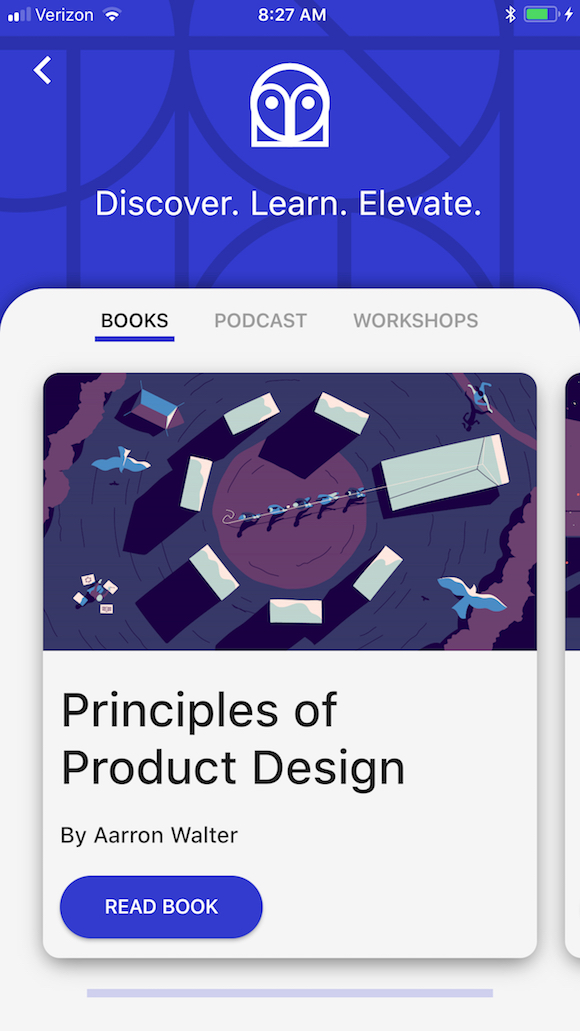 Verizon 8:27 AM
Discover. Learn. Elevate.
BOOKS PODCAST WORKSHOPS
Principles of
Product Design
By Aarron Walter
READ BOOK